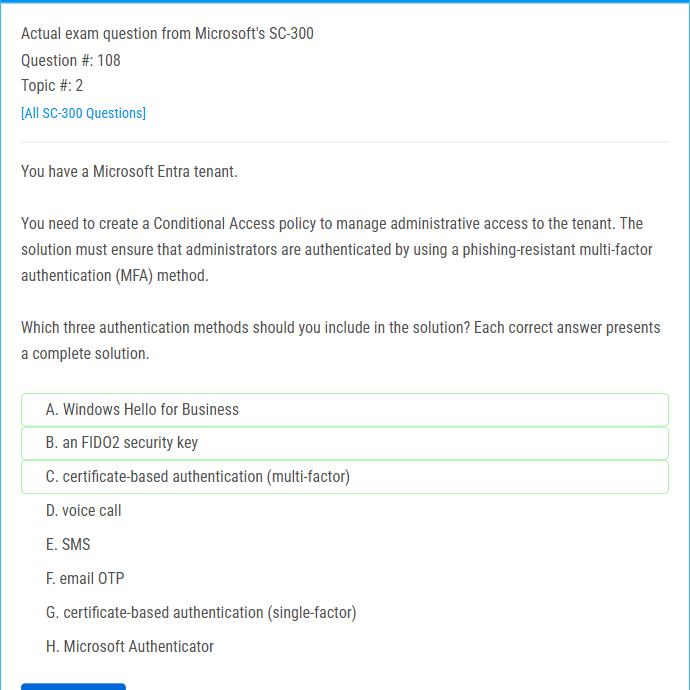 Actual exam question from Microsoft's SC-300
Question #: 108
Topic #: 2
[All SC-300 Questions]
You have a Microsoft Entra tenant.
You need to create a Conditional Access policy to manage administrative access to the tenant. The
solution must ensure that administrators are authenticated by using a phishing-resistant multi-factor
authentication (MFA) method.
Which three authentication methods should you include in the solution? Each correct answer presents
a complete solution.
A. Windows Hello for Business
B. an FIDO2 security key
C. certificate-based authentication (multi-factor)
D. voice call
E. SMS
F. email OTP
G. certificate-based authentication (single-factor)
H. Microsoft Authenticator